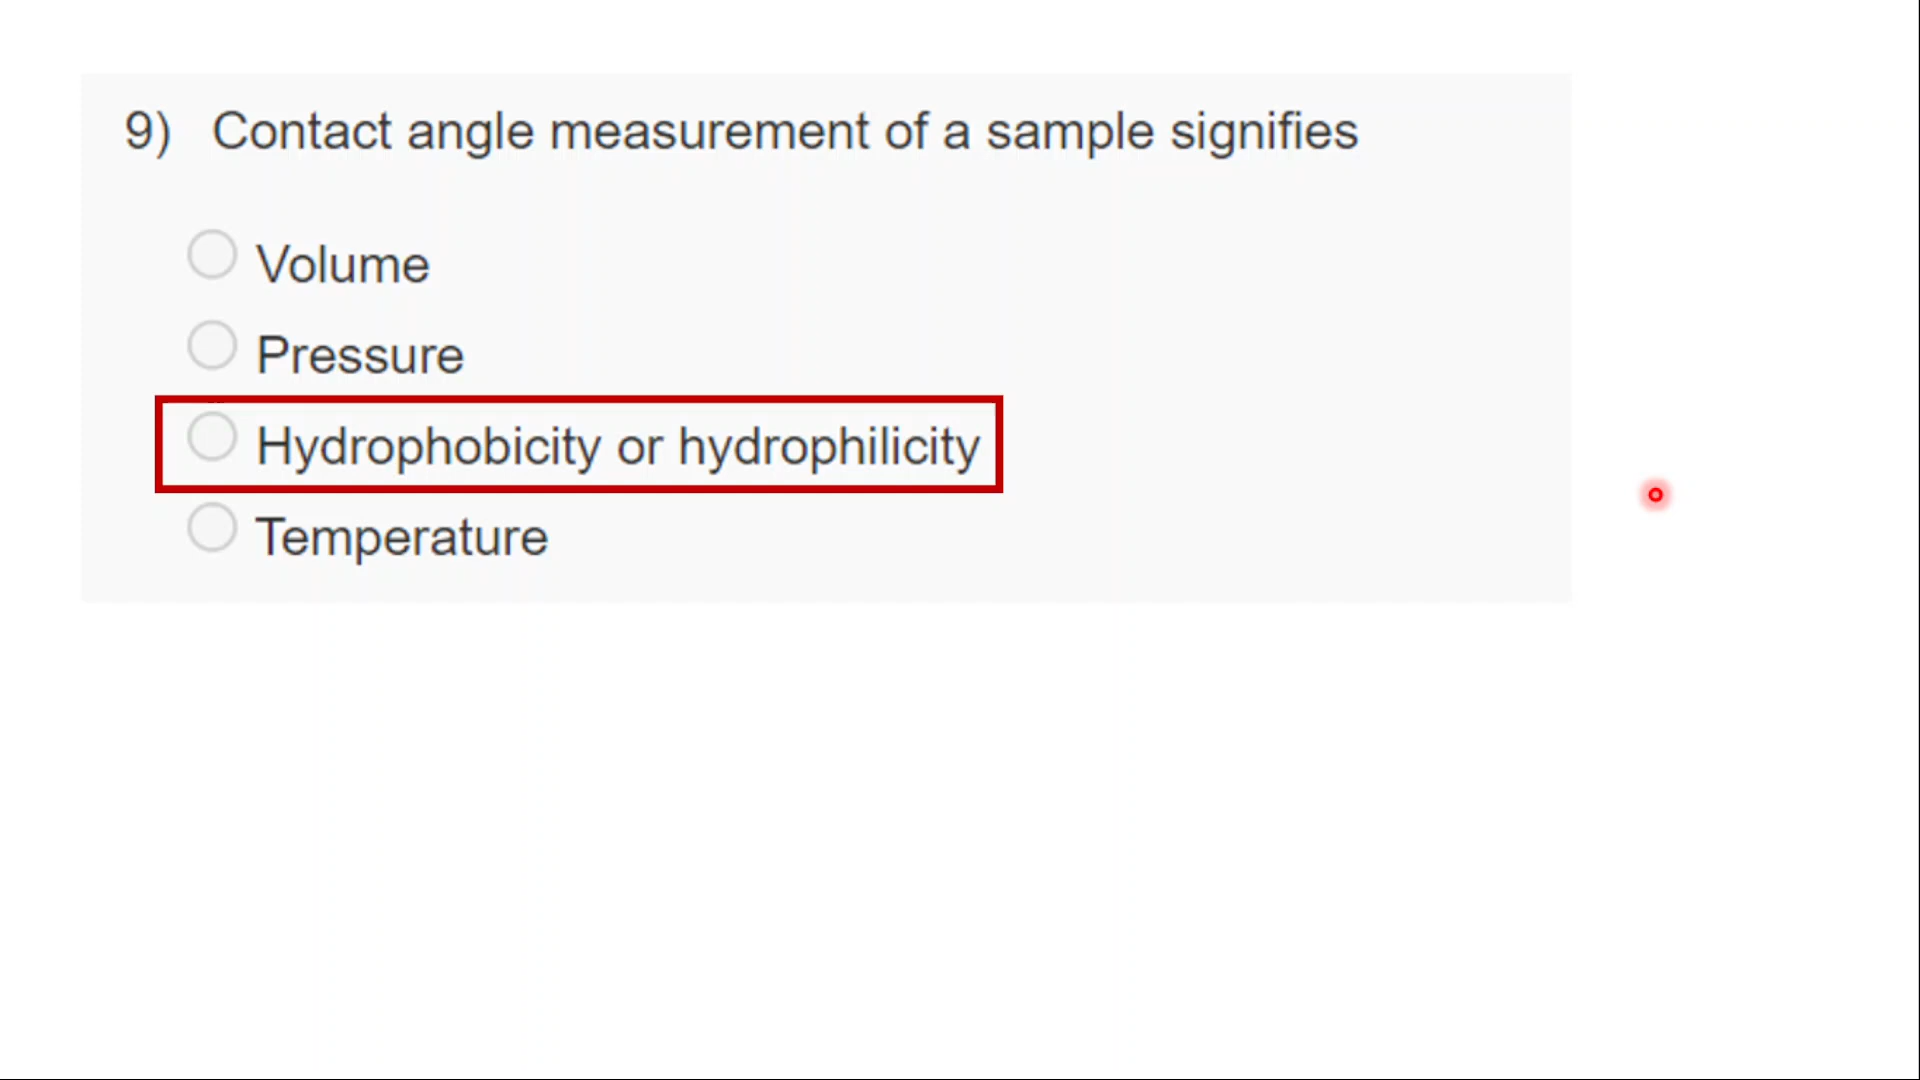 9) Contact angle measurement of a sample signifies
Volume
Pressure
Hydrophobicity or hydrophilicity
Temperature